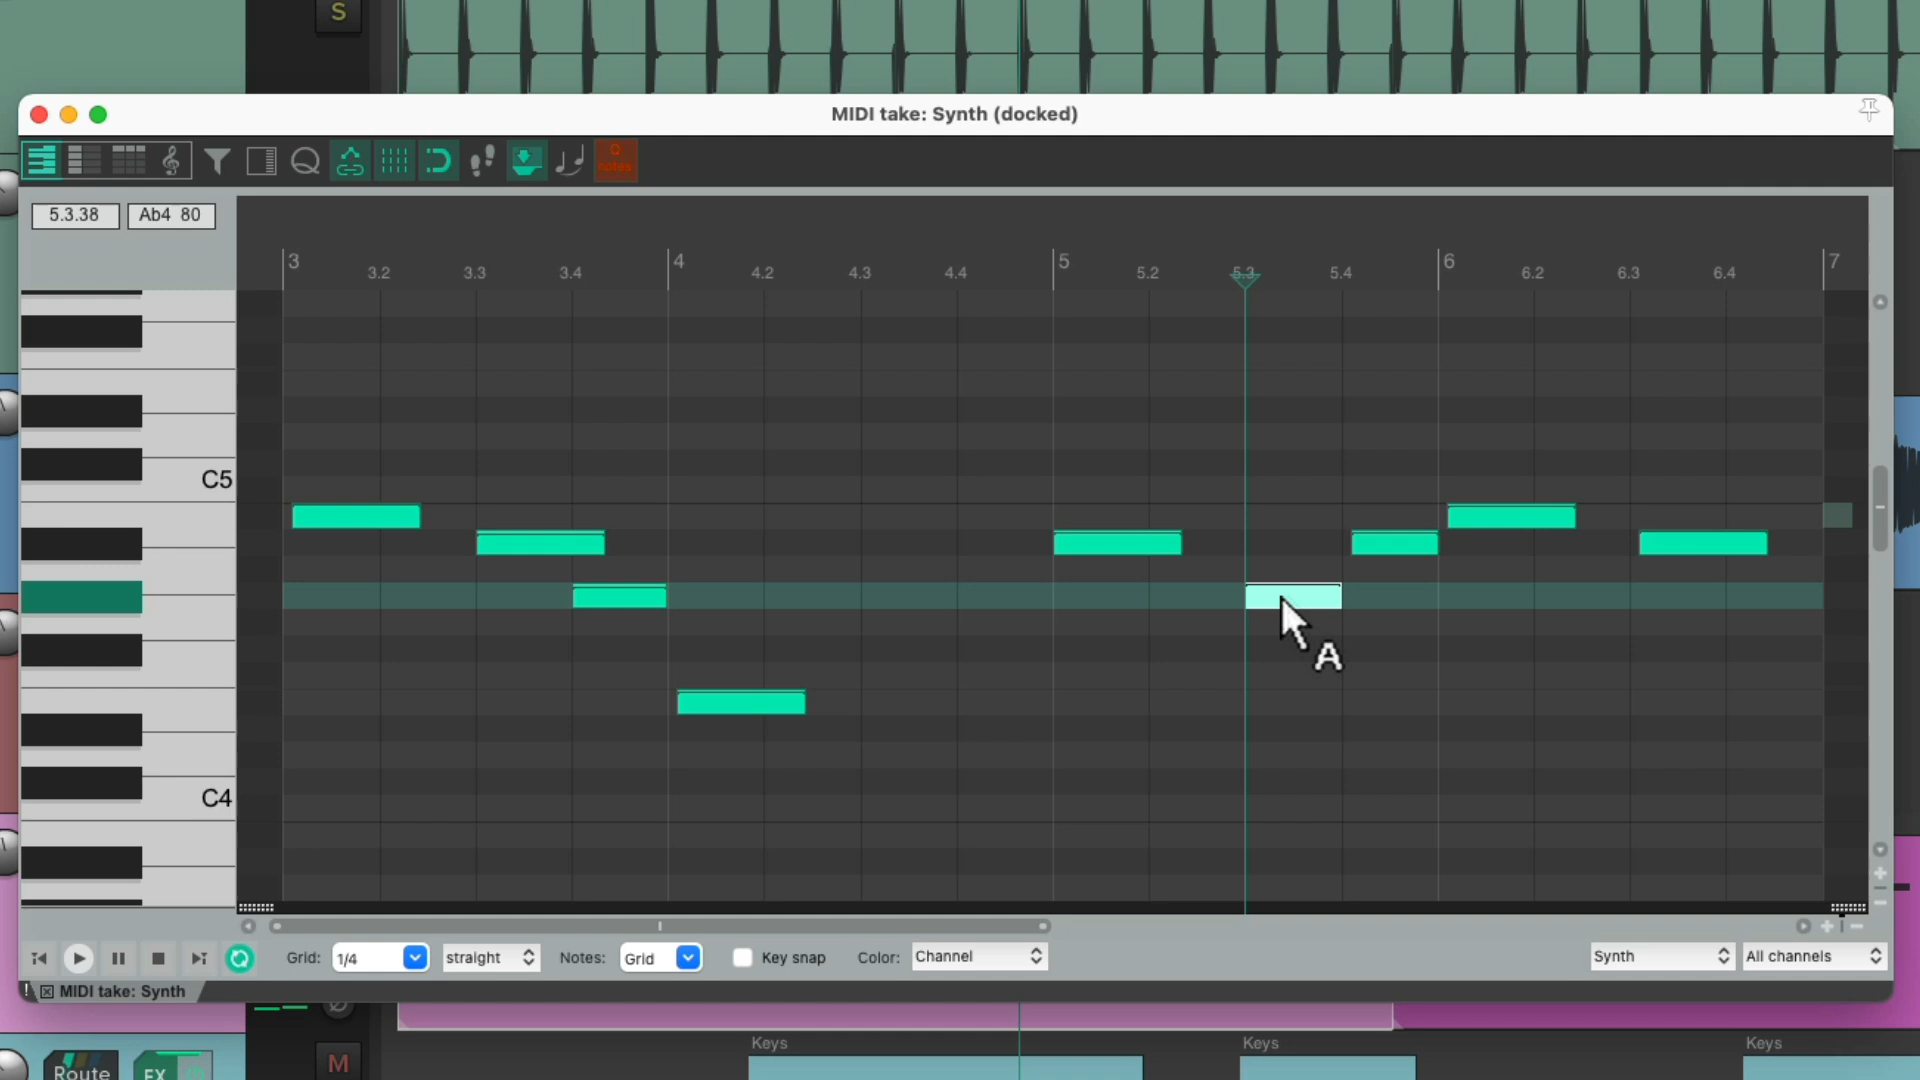 S
MIDI take: Synth (docked)
Q
notes
5.3.38
Ab4 80
3 3.2 3.3 3.4 4 4.2 4.3 4.4 5 5.2 5.3 5.4 6 6.2 6.3 6.4 7
C5
A
C4
Grid: 1/4 straight Notes: Grid Key snap Color: Channel Synth All channels
! MIDI take: Synth
Keys Keys Keys
M
Route FX